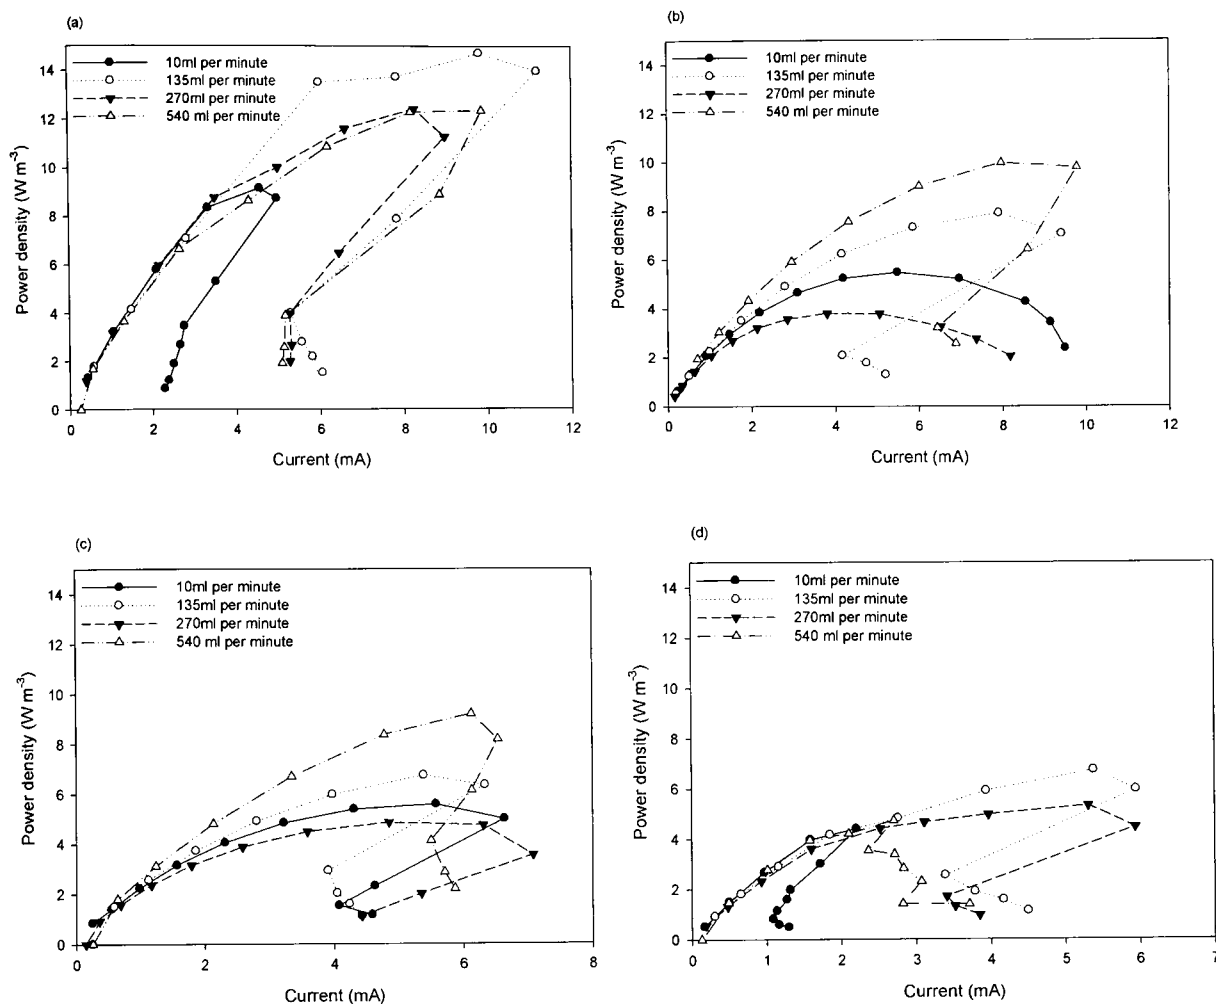 (a)
10ml per minute
135ml per minute
270ml per minute
540 ml per minute
Power density (W m-3)
14
12
10
8
6
4
2
0
0 2 4 6 8 10 12
Current (mA)
(b)
10ml per minute
135ml per minute
270ml per minute
540 ml per minute
Power density (W m-3)
14
12
10
8
6
4
2
0
0 2 4 6 8 10 12
Current (mA)
(c)
10ml per minute
135ml per minute
270ml per minute
540 ml per minute
Power density (W m-3)
14
12
10
8
6
4
2
0
0 2 4 6 8
Current (mA)
(d)
10ml per minute
135ml per minute
270ml per minute
540 ml per minute
Power density (W m-3)
14
12
10
8
6
4
2
0
0 1 2 3 4 5 6 7
Current (mA)